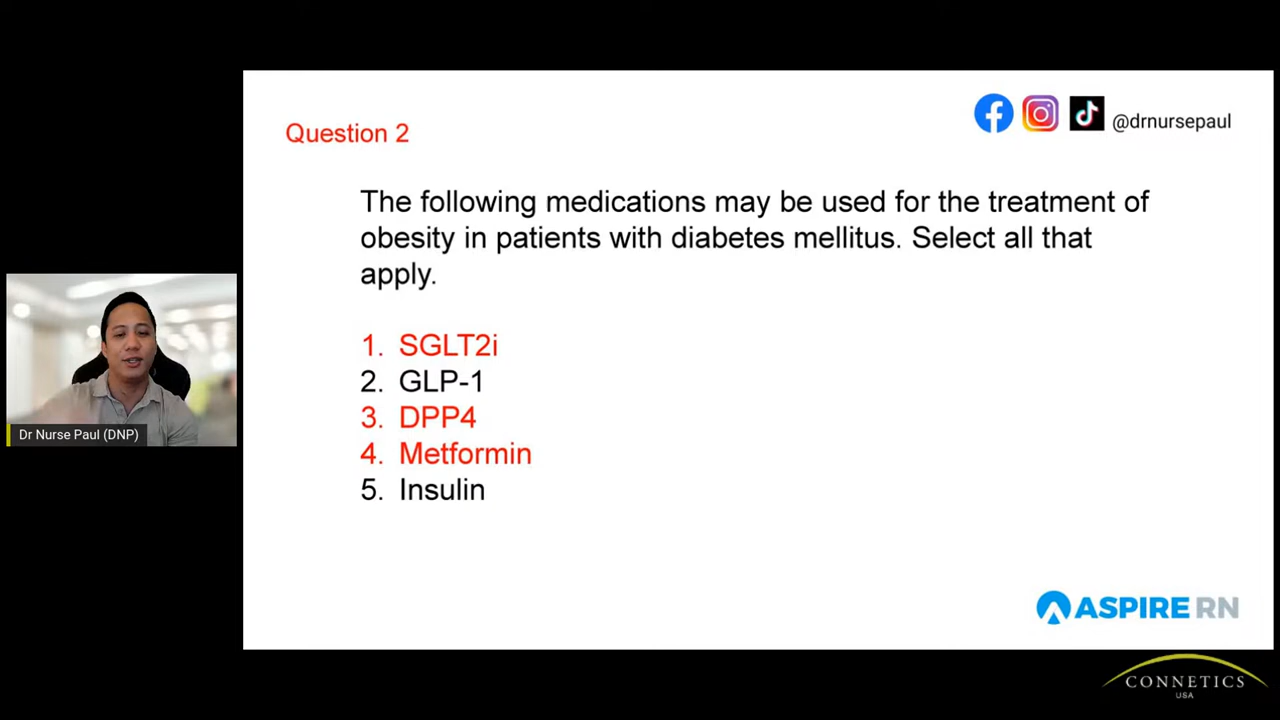 Question 2
@drnursepaul
The following medications may be used for the treatment of
obesity in patients with diabetes mellitus. Select all that
apply.
1. SGLT2i
2. GLP-1
3. DPP4
4. Metformin
5. Insulin
Dr Nurse Paul (DNP)
ASPIRE RN
CONNETICS
USA